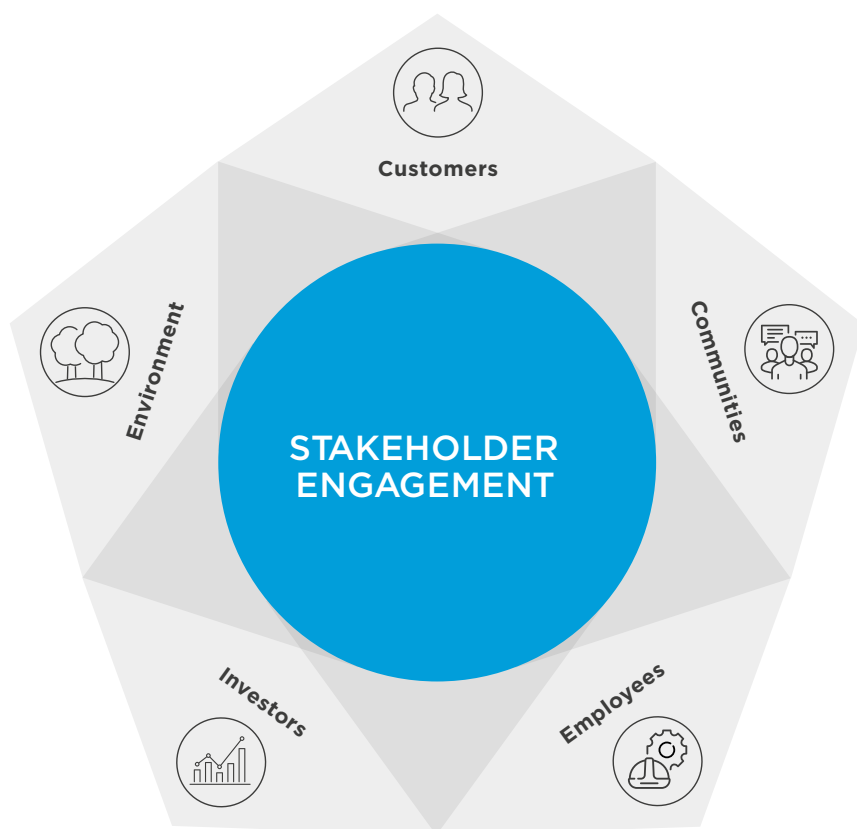 Customers
Environment
Communities
STAKEHOLDER
ENGAGEMENT
Investors
Employees